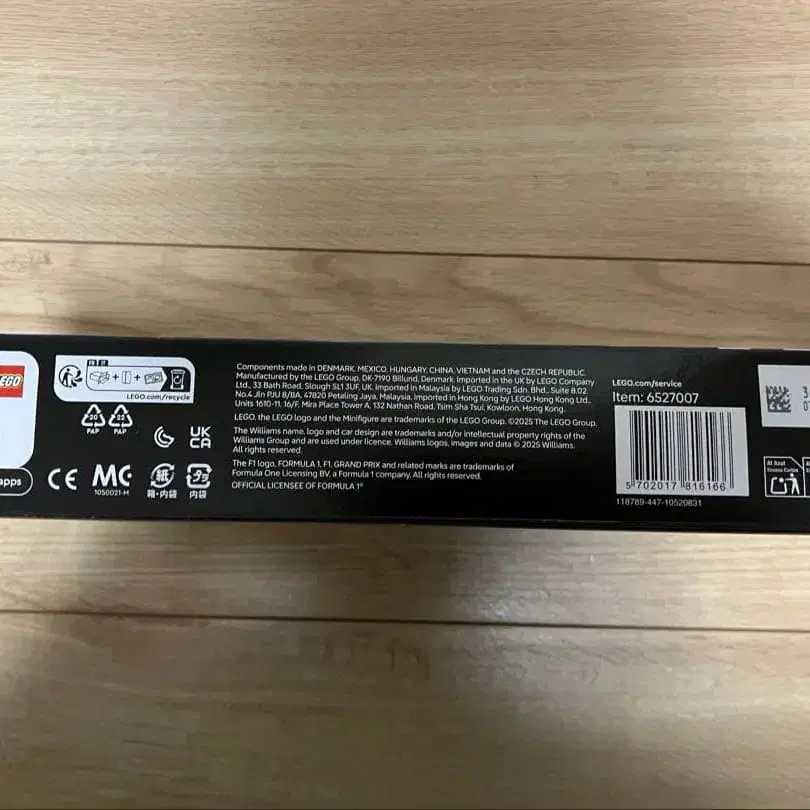 LEGO
LEGO.com/recycle
20
PAP
22
PAP
UK
CA
apps
CE
1050021-H
紙
箱・内袋
プラ
内袋
Components made in DENMARK, MEXICO, HUNGARY, CHINA, VIETNAM and the CZECH REPUBLIC.
Manufactured by the LEGO Group, DK-7190 Billund, Denmark. Imported in the UK by LEGO Company
Ltd., 33 Bath Road, Slough SL1 3UF, UK. Imported in Malaysia by LEGO Trading Sdn. Bhd., Suite 8.02,
No.4 Jln PJU 8/8A, 47820 Petaling Jaya, Malaysia. Imported in Hong Kong by LEGO Hong Kong Ltd.,
Units 1610-11, 16/F, Mira Place Tower A, 132 Nathan Road, Tsim Sha Tsui, Kowloon, Hong Kong.
LEGO, the LEGO logo and the Minifigure are trademarks of the LEGO Group. ©2025 The LEGO Group.
The Williams name, logo and car design are trademarks and/or intellectual property rights of the
Williams Group and are used under licence. Williams logos, images and data © 2025 Williams.
All rights reserved.
The F1 logo, FORMULA 1, F1, GRAND PRIX and related marks are trademarks of
Formula One Licensing BV, a Formula 1 company. All rights reserved.
OFFICIAL LICENSEE OF FORMULA 1®
LEGO.com/service
Item: 6527007
5 702017 816166
118789-447-10520831